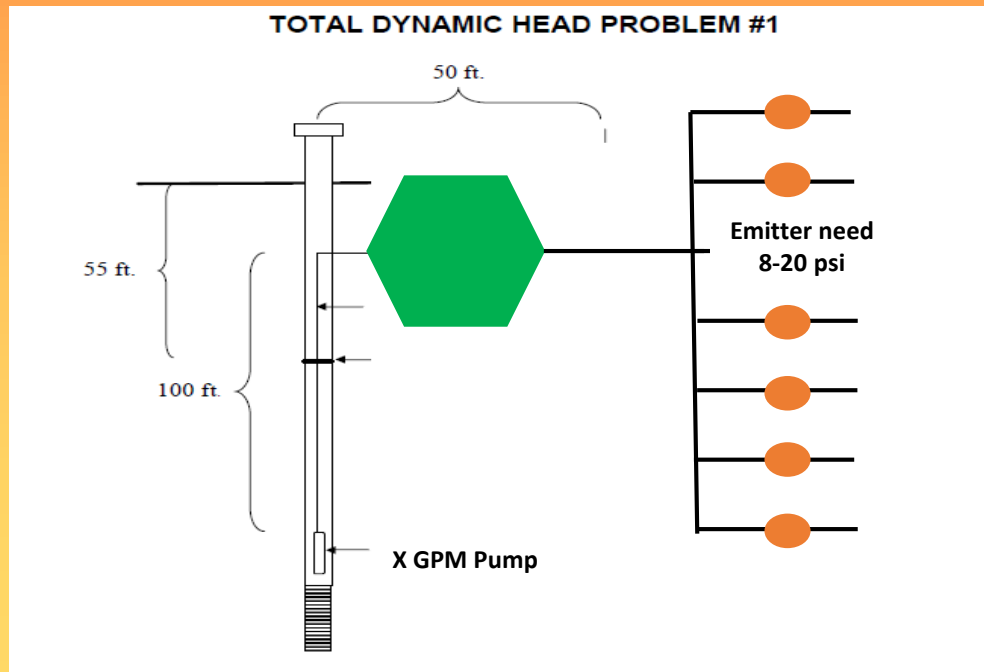 TOTAL DYNAMIC HEAD PROBLEM #1
50 ft.
55 ft.
Emitter need
8-20 psi
100 ft.
X GPM Pump